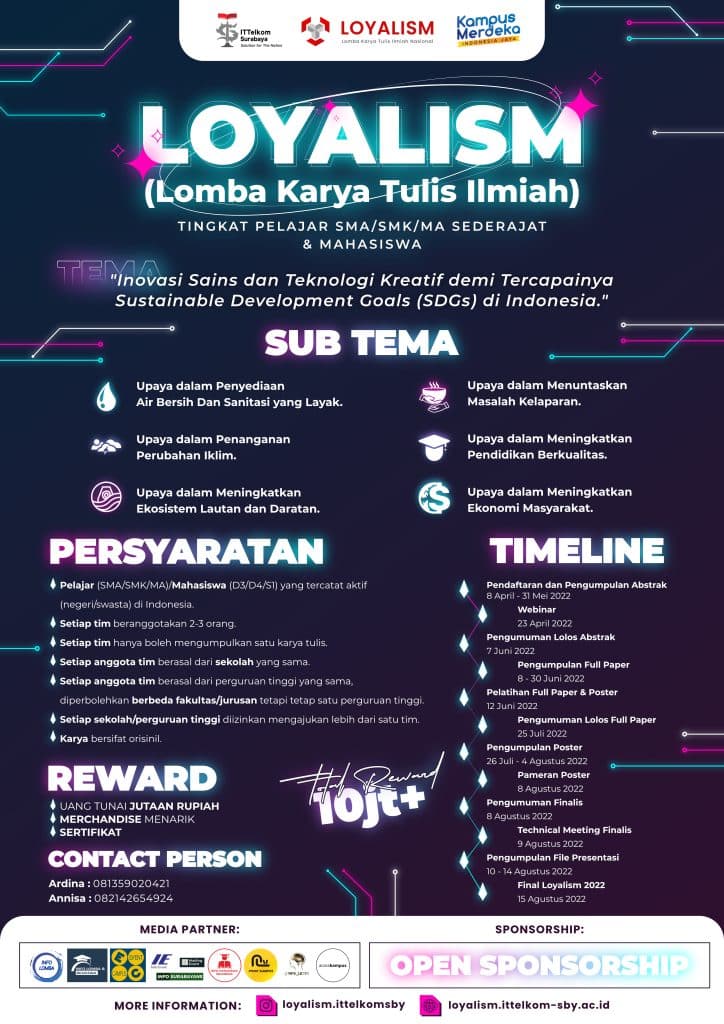 ITTelkom
Surabaya
Solution for The Nation
LOYALISM
Lomba Karya Tulis Ilmiah Nasional
Kampus
Merdeka
INDONESIA JAYA
LOYALISM
(Lomba Karya Tulis Ilmiah)
TINGKAT PELAJAR SMA/SMK/MA SEDERAJAT
& MAHASISWA
TEMA
"Inovasi Sains dan Teknologi Kreatif demi Tercapainya
Sustainable Development Goals (SDGs) di Indonesia."
SUB TEMA
Upaya dalam Penyediaan
Air Bersih Dan Sanitasi yang Layak.
Upaya dalam Menuntaskan
Masalah Kelaparan.
Upaya dalam Penanganan
Perubahan Iklim.
Upaya dalam Meningkatkan
Pendidikan Berkualitas.
Upaya dalam Meningkatkan
Ekosistem Lautan dan Daratan.
Upaya dalam Meningkatkan
Ekonomi Masyarakat.
PERSYARATAN
Pelajar (SMA/SMK/MA)/Mahasiswa (D3/D4/S1) yang tercatat aktif
(negeri/swasta) di Indonesia.
Setiap tim beranggotakan 2-3 orang.
Setiap tim hanya boleh mengumpulkan satu karya tulis.
Setiap anggota tim berasal dari sekolah yang sama.
Setiap anggota tim berasal dari perguruan tinggi yang sama,
diperbolehkan berbeda fakultas/jurusan tetapi tetap satu perguruan tinggi.
Setiap sekolah/perguruan tinggi diizinkan mengajukan lebih dari satu tim.
Karya bersifat orisinil.
REWARD
UANG TUNAI JUTAAN RUPIAH
MERCHANDISE MENARIK
SERTIFIKAT
Total Reward
10jt+
CONTACT PERSON
Ardina : 081359020421
Annisa : 082142654924
TIMELINE
Pendaftaran dan Pengumpulan Abstrak
8 April - 31 Mei 2022
Webinar
23 April 2022
Pengumuman Lolos Abstrak
7 Juni 2022
Pengumpulan Full Paper
8 - 30 Juni 2022
Pelatihan Full Paper & Poster
12 Juni 2022
Pengumuman Lolos Full Paper
25 Juli 2022
Pengumpulan Poster
26 Juli - 4 Agustus 2022
Pameran Poster
8 Agustus 2022
Pengumuman Finalis
8 Agustus 2022
Technical Meeting Finalis
9 Agustus 2022
Pengumpulan File Presentasi
10 - 14 Agustus 2022
Final Loyalism 2022
15 Agustus 2022
MEDIA PARTNER:
INFO
LOMBA
EVENT
CAMPUS
IE
INFO SURABAYANS
SPONSORSHIP:
OPEN SPONSORSHIP
MORE INFORMATION:
loyalism.ittelkomsby
loyalism.ittelkom-sby.ac.id